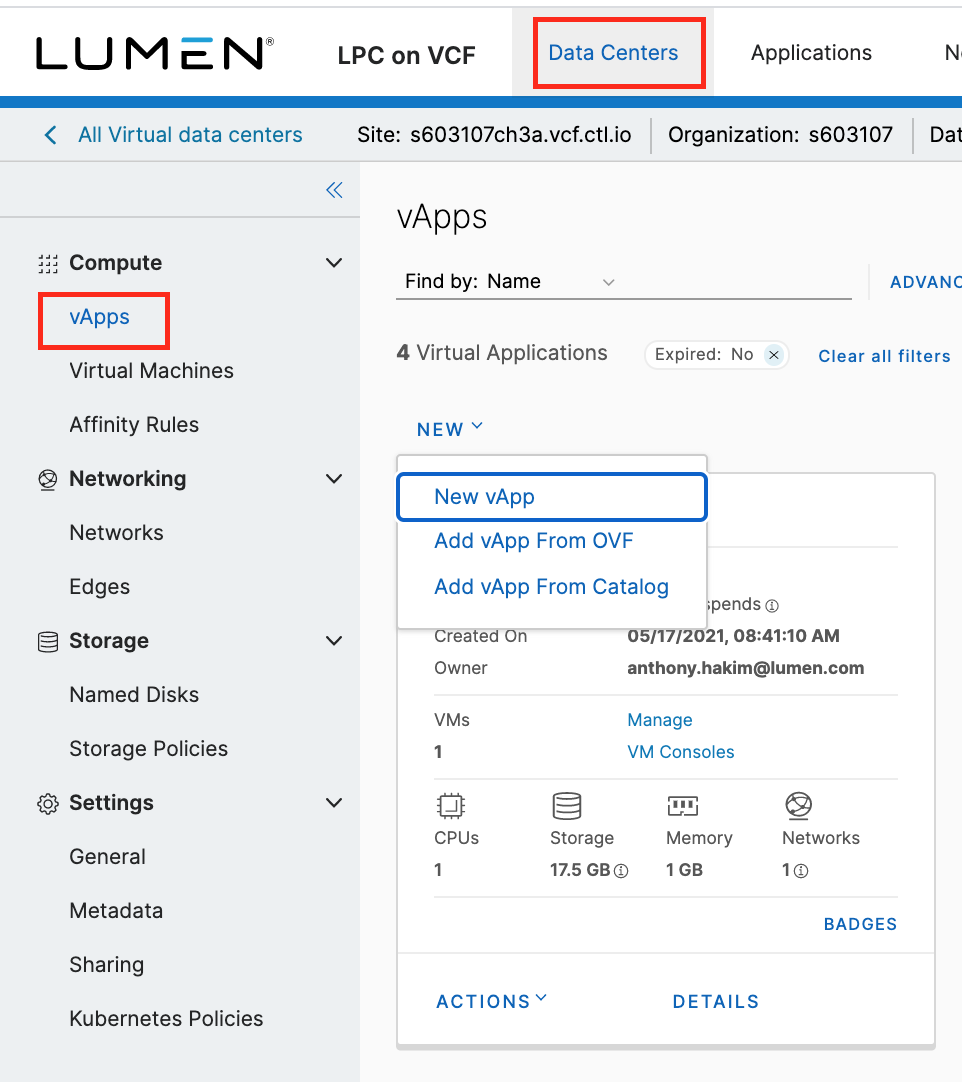 LUMEN®
LPC on VCF
Data Centers
Applications
All Virtual data centers
Site: s603107ch3a.vcf.ctl.io
Organization: s603107
Compute
vApps
Virtual Machines
Affinity Rules
Networking
Networks
Edges
Storage
Named Disks
Storage Policies
Settings
General
Metadata
Sharing
Kubernetes Policies
vApps
Find by: Name
4 Virtual Applications
Expired: No
Clear all filters
NEW
New vApp
Add vApp From OVF
Add vApp From Catalog
Created On 05/17/2021, 08:41:10 AM
Owner anthony.hakim@lumen.com
VMs Manage
1 VM Consoles
CPUs Storage Memory Networks
1 17.5 GB 1 GB 1
BADGES
ACTIONS DETAILS